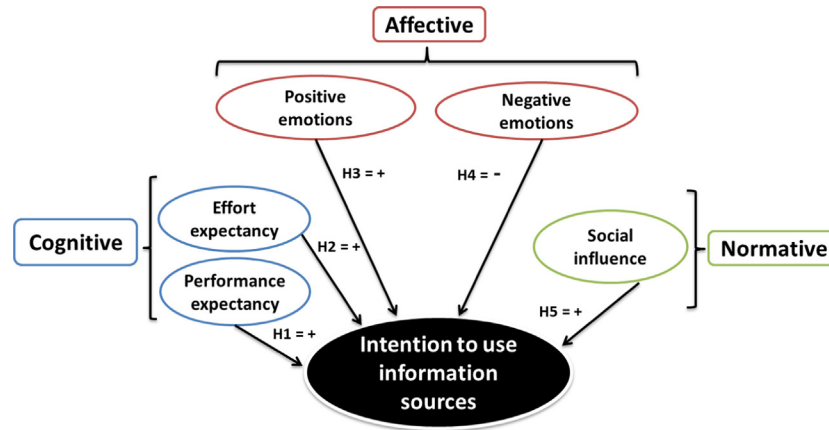 Affective
Positive
emotions
Negative
emotions
H3 = +
H4 = -
Cognitive
Effort
expectancy
H2 = +
Performance
expectancy
H1 = +
Social
influence
Normative
H5 = +
Intention to use
information
sources